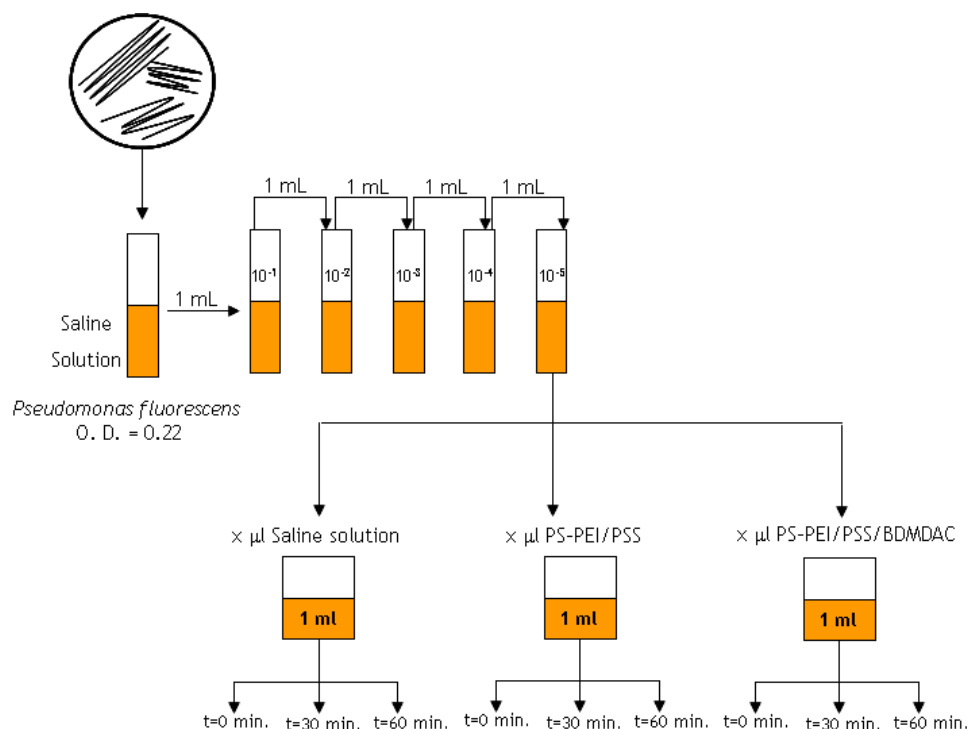 1 mL 1 mL 1 mL 1 mL
10⁻¹ 10⁻² 10⁻³ 10⁻⁴ 10⁻⁵
1 mL
Saline
Solution
Pseudomonas fluorescens
O. D. = 0.22
× µl Saline solution × µl PS-PEI/PSS × µl PS-PEI/PSS/BDMDAC
1 ml 1 ml 1 ml
t=0 min. t=30 min. t=60 min. t=0 min. t=30 min. t=60 min. t=0 min. t=30 min. t=60 min.